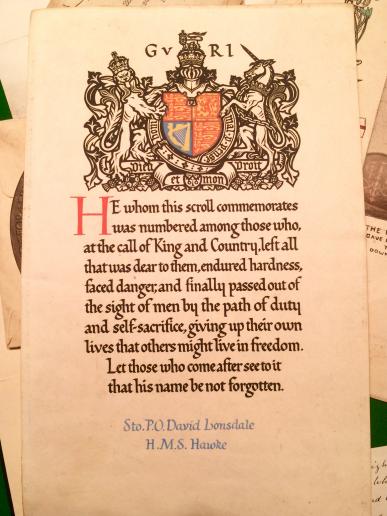 GvRI
Dieu et mon Droit
HE whom this scroll commemorates
was numbered among those who,
at the call of King and Country, left all
that was dear to them, endured hardness,
faced danger, and finally passed out of
the sight of men by the path of duty
and self-sacrifice, giving up their own
lives that others might live in freedom.
Let those who come after see to it
that his name be not forgotten.
Sto. P.O. David Lonsdale
H.M.S. Hawke
THE